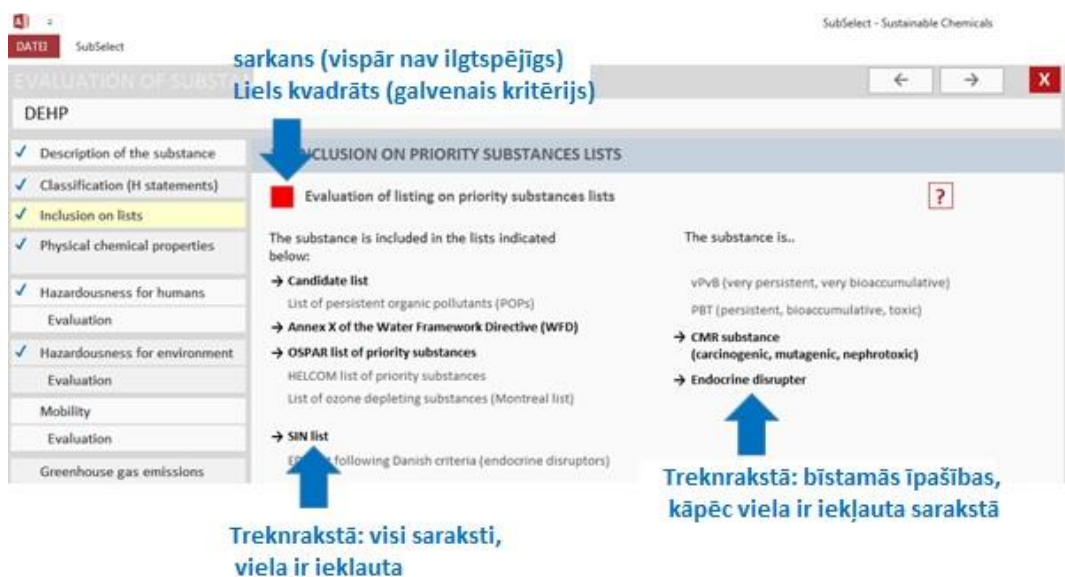 SubSelect - Sustainable Chemicals
DATEI SubSelect
sarkans (vispār nav ilgtspējīgs)
Liels kvadrāts (galvenais kritērijs)
EVALUATION OF SUBSTA
← → X
DEHP
✓ Description of the substance
✓ Classification (H statements)
✓ Inclusion on lists
✓ Physical chemical properties
✓ Hazardousness for humans
Evaluation
✓ Hazardousness for environment
Evaluation
Mobility
Evaluation
Greenhouse gas emissions
INCLUSION ON PRIORITY SUBSTANCES LISTS
Evaluation of listing on priority substances lists
?
The substance is included in the lists indicated
below:
→ Candidate list
List of persistent organic pollutants (POPs)
→ Annex X of the Water Framework Directive (WFD)
→ OSPAR list of priority substances
HELCOM list of priority substances
List of ozone depleting substances (Montreal list)
→ SIN list
following Danish criteria (endocrine disruptors)
The substance is..
vPvB (very persistent, very bioaccumulative)
PBT (persistent, bioaccumulative, toxic)
→ CMR substance
(carcinogenic, mutagenic, nephrotoxic)
→ Endocrine disrupter
Treknrakstā: bīstamās īpašības,
kāpēc viela ir iekļauta sarakstā
Treknrakstā: visi saraksti,
viela ir iekļauta